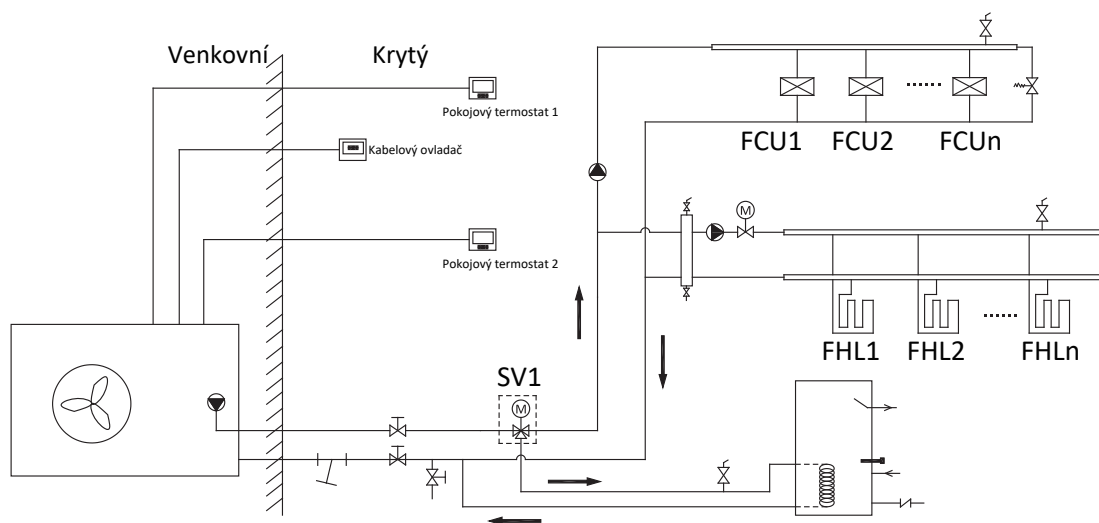 Venkovní
Krytý
Pokojový termostat 1
Kabelový ovladač
FCU1
FCU2
FCUn
M
Pokojový termostat 2
FHL1
FHL2
FHLn
SV1
M